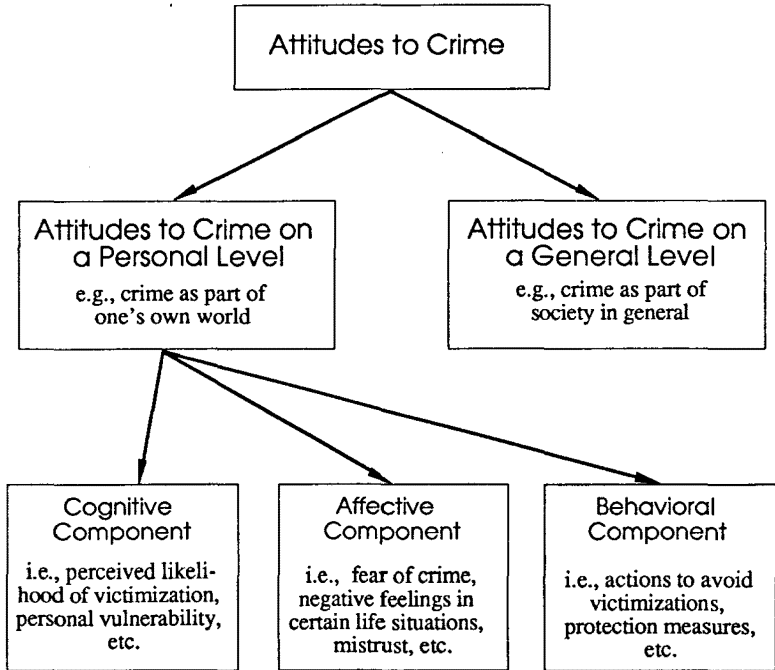 Attitudes to Crime
Attitudes to Crime on
a Personal Level
e.g., crime as part of
one's own world
Attitudes to Crime on
a General Level
e.g., crime as part of
society in general
Cognitive
Component
i.e., perceived likeli-
hood of victimization,
personal vulnerability,
etc.
Affective
Component
i.e., fear of crime,
negative feelings in
certain life situations,
mistrust, etc.
Behavioral
Component
i.e., actions to avoid
victimizations,
protection measures,
etc.